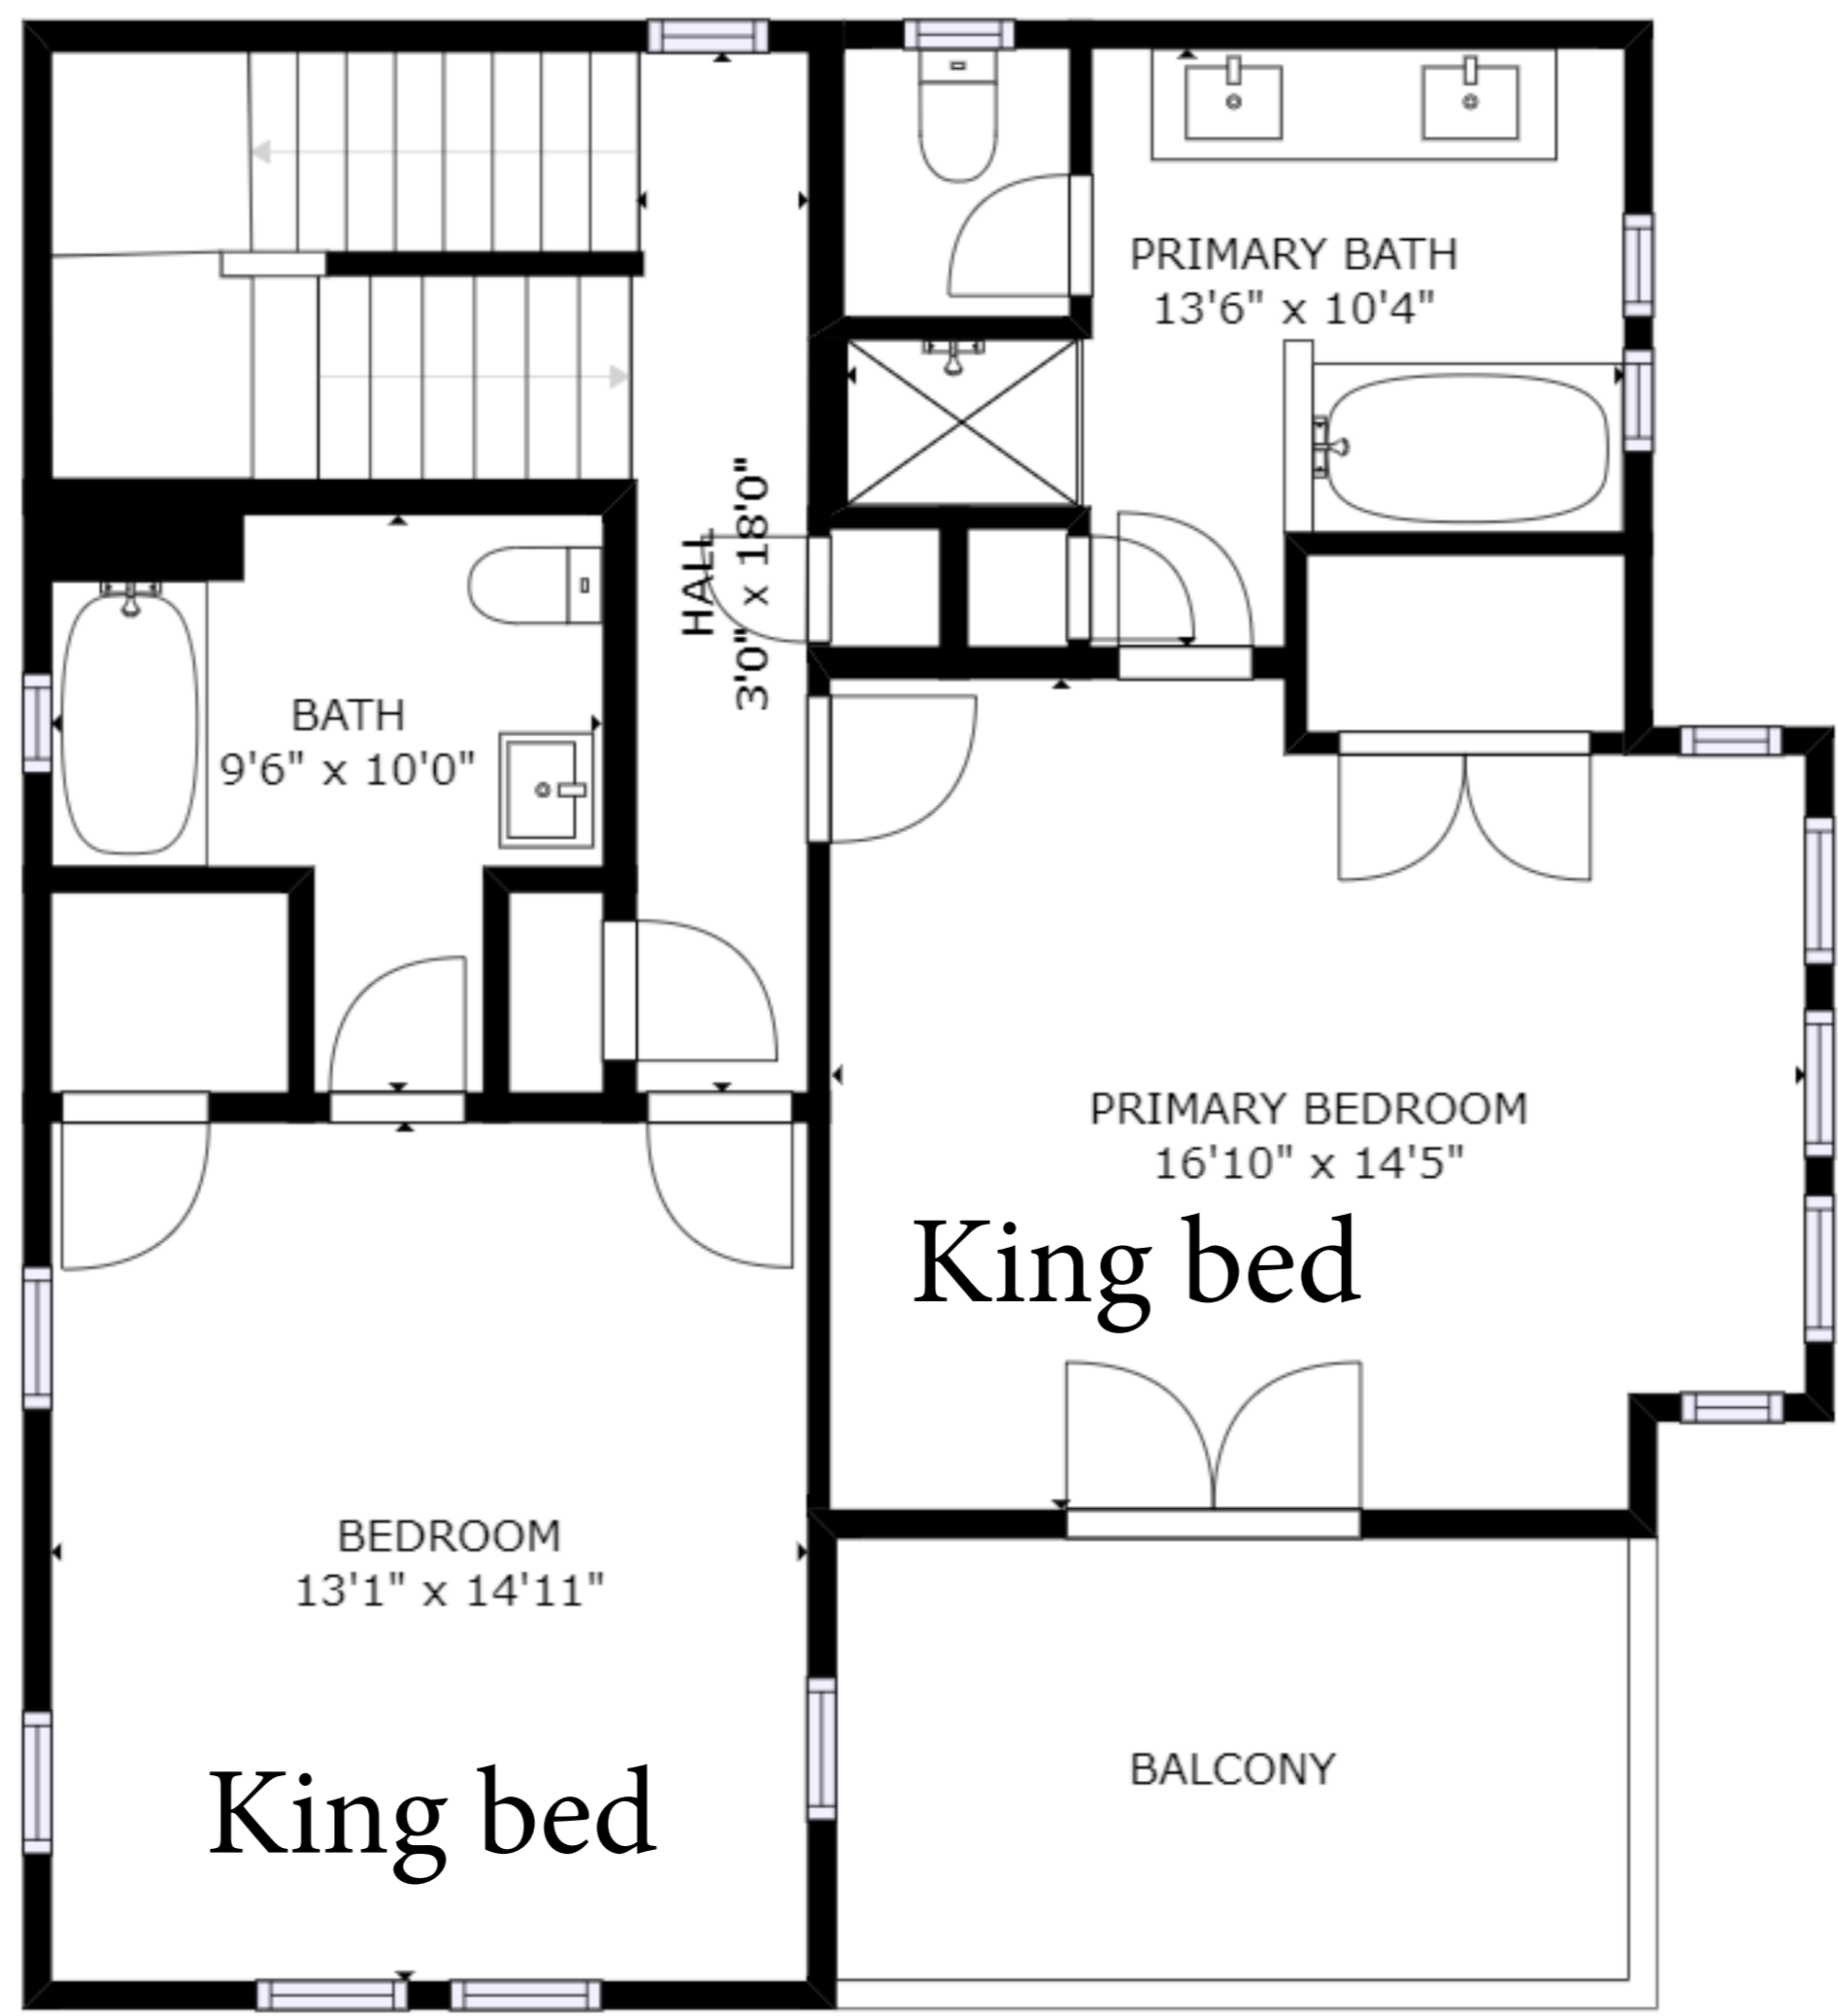 PRIMARY BATH
13'6" x 10'4"
HALL
3'0" x 18'0"
BATH
9'6" x 10'0"
PRIMARY BEDROOM
16'10" x 14'5"
King bed
BEDROOM
13'1" x 14'11"
King bed
BALCONY